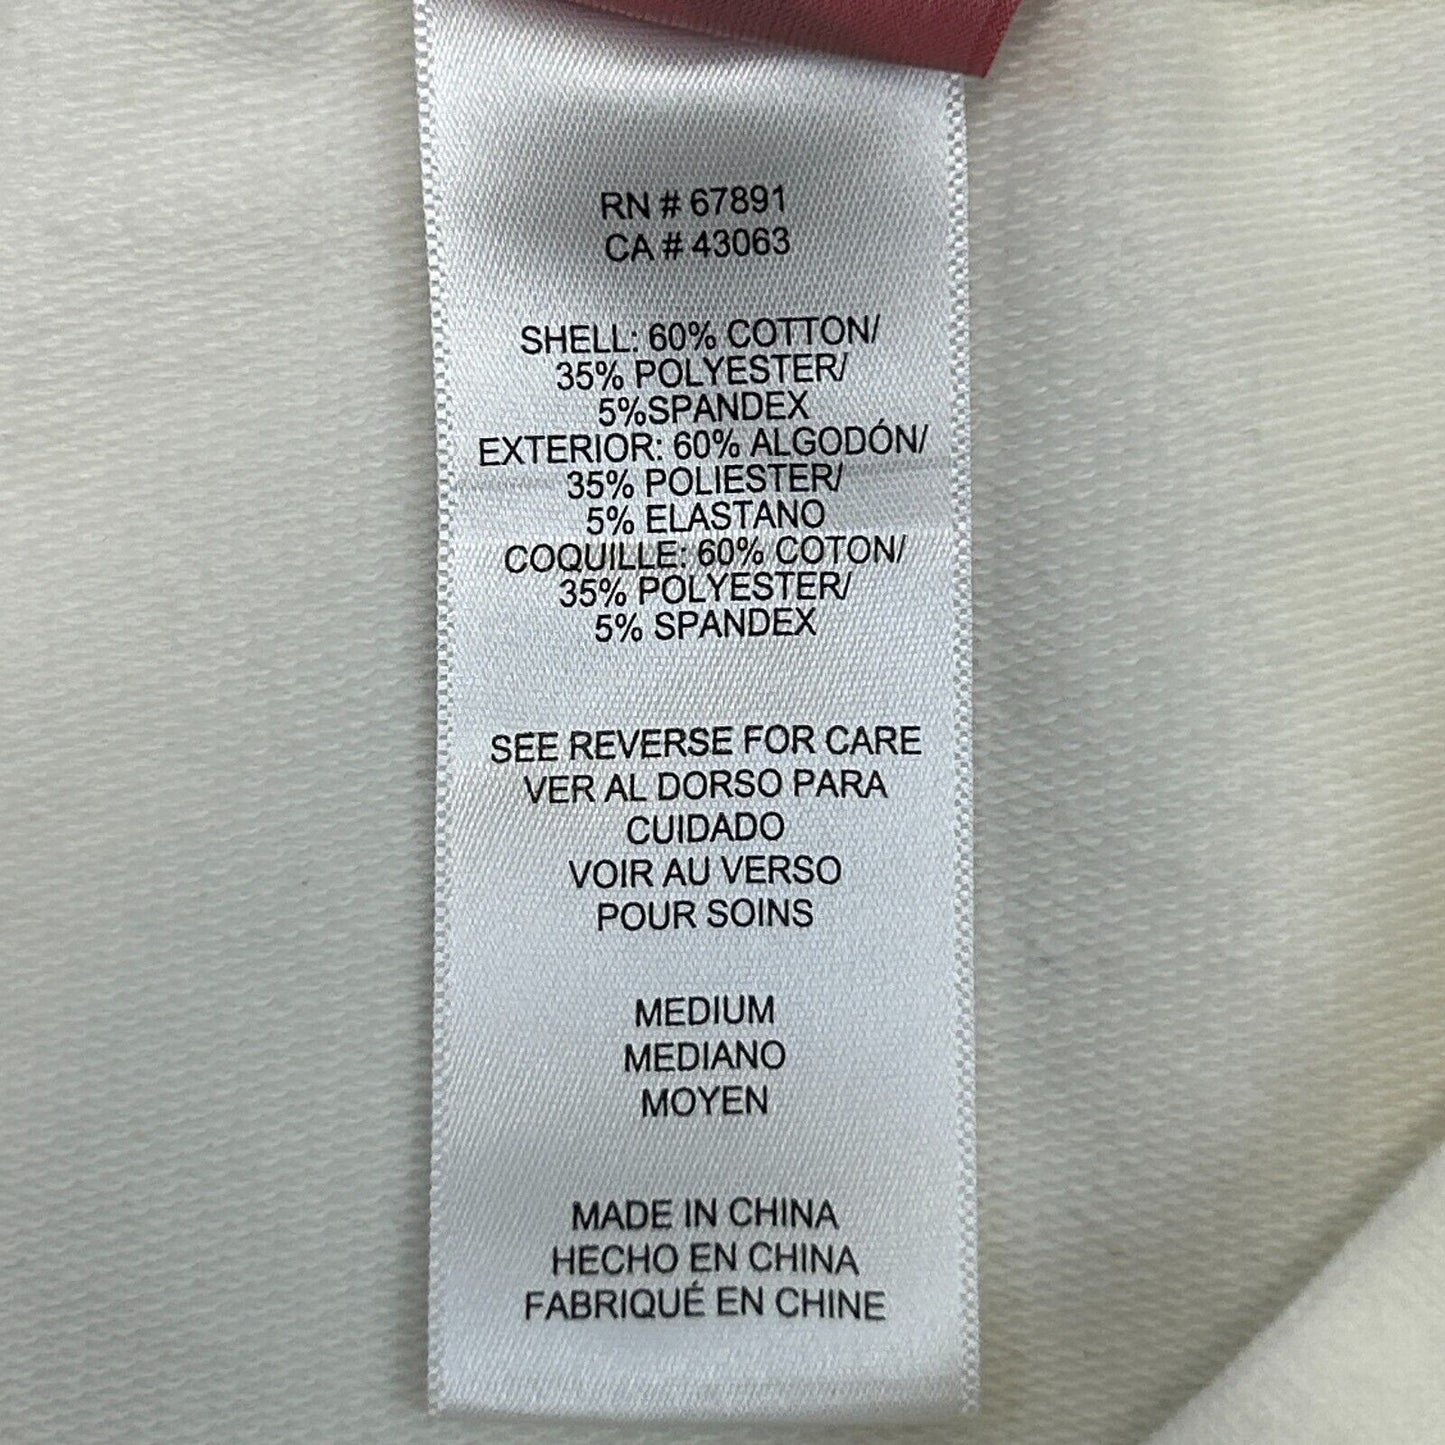 RN # 67891
CA # 43063
SHELL: 60% COTTON/
35% POLYESTER/
5%SPANDEX
EXTERIOR: 60% ALGODÓN/
35% POLIESTER/
5% ELASTANO
COQUILLE: 60% COTON/
35% POLYESTER/
5% SPANDEX
SEE REVERSE FOR CARE
VER AL DORSO PARA
CUIDADO
VOIR AU VERSO
POUR SOINS
MEDIUM
MEDIANO
MOYEN
MADE IN CHINA
HECHO EN CHINA
FABRIQUÉ EN CHINE